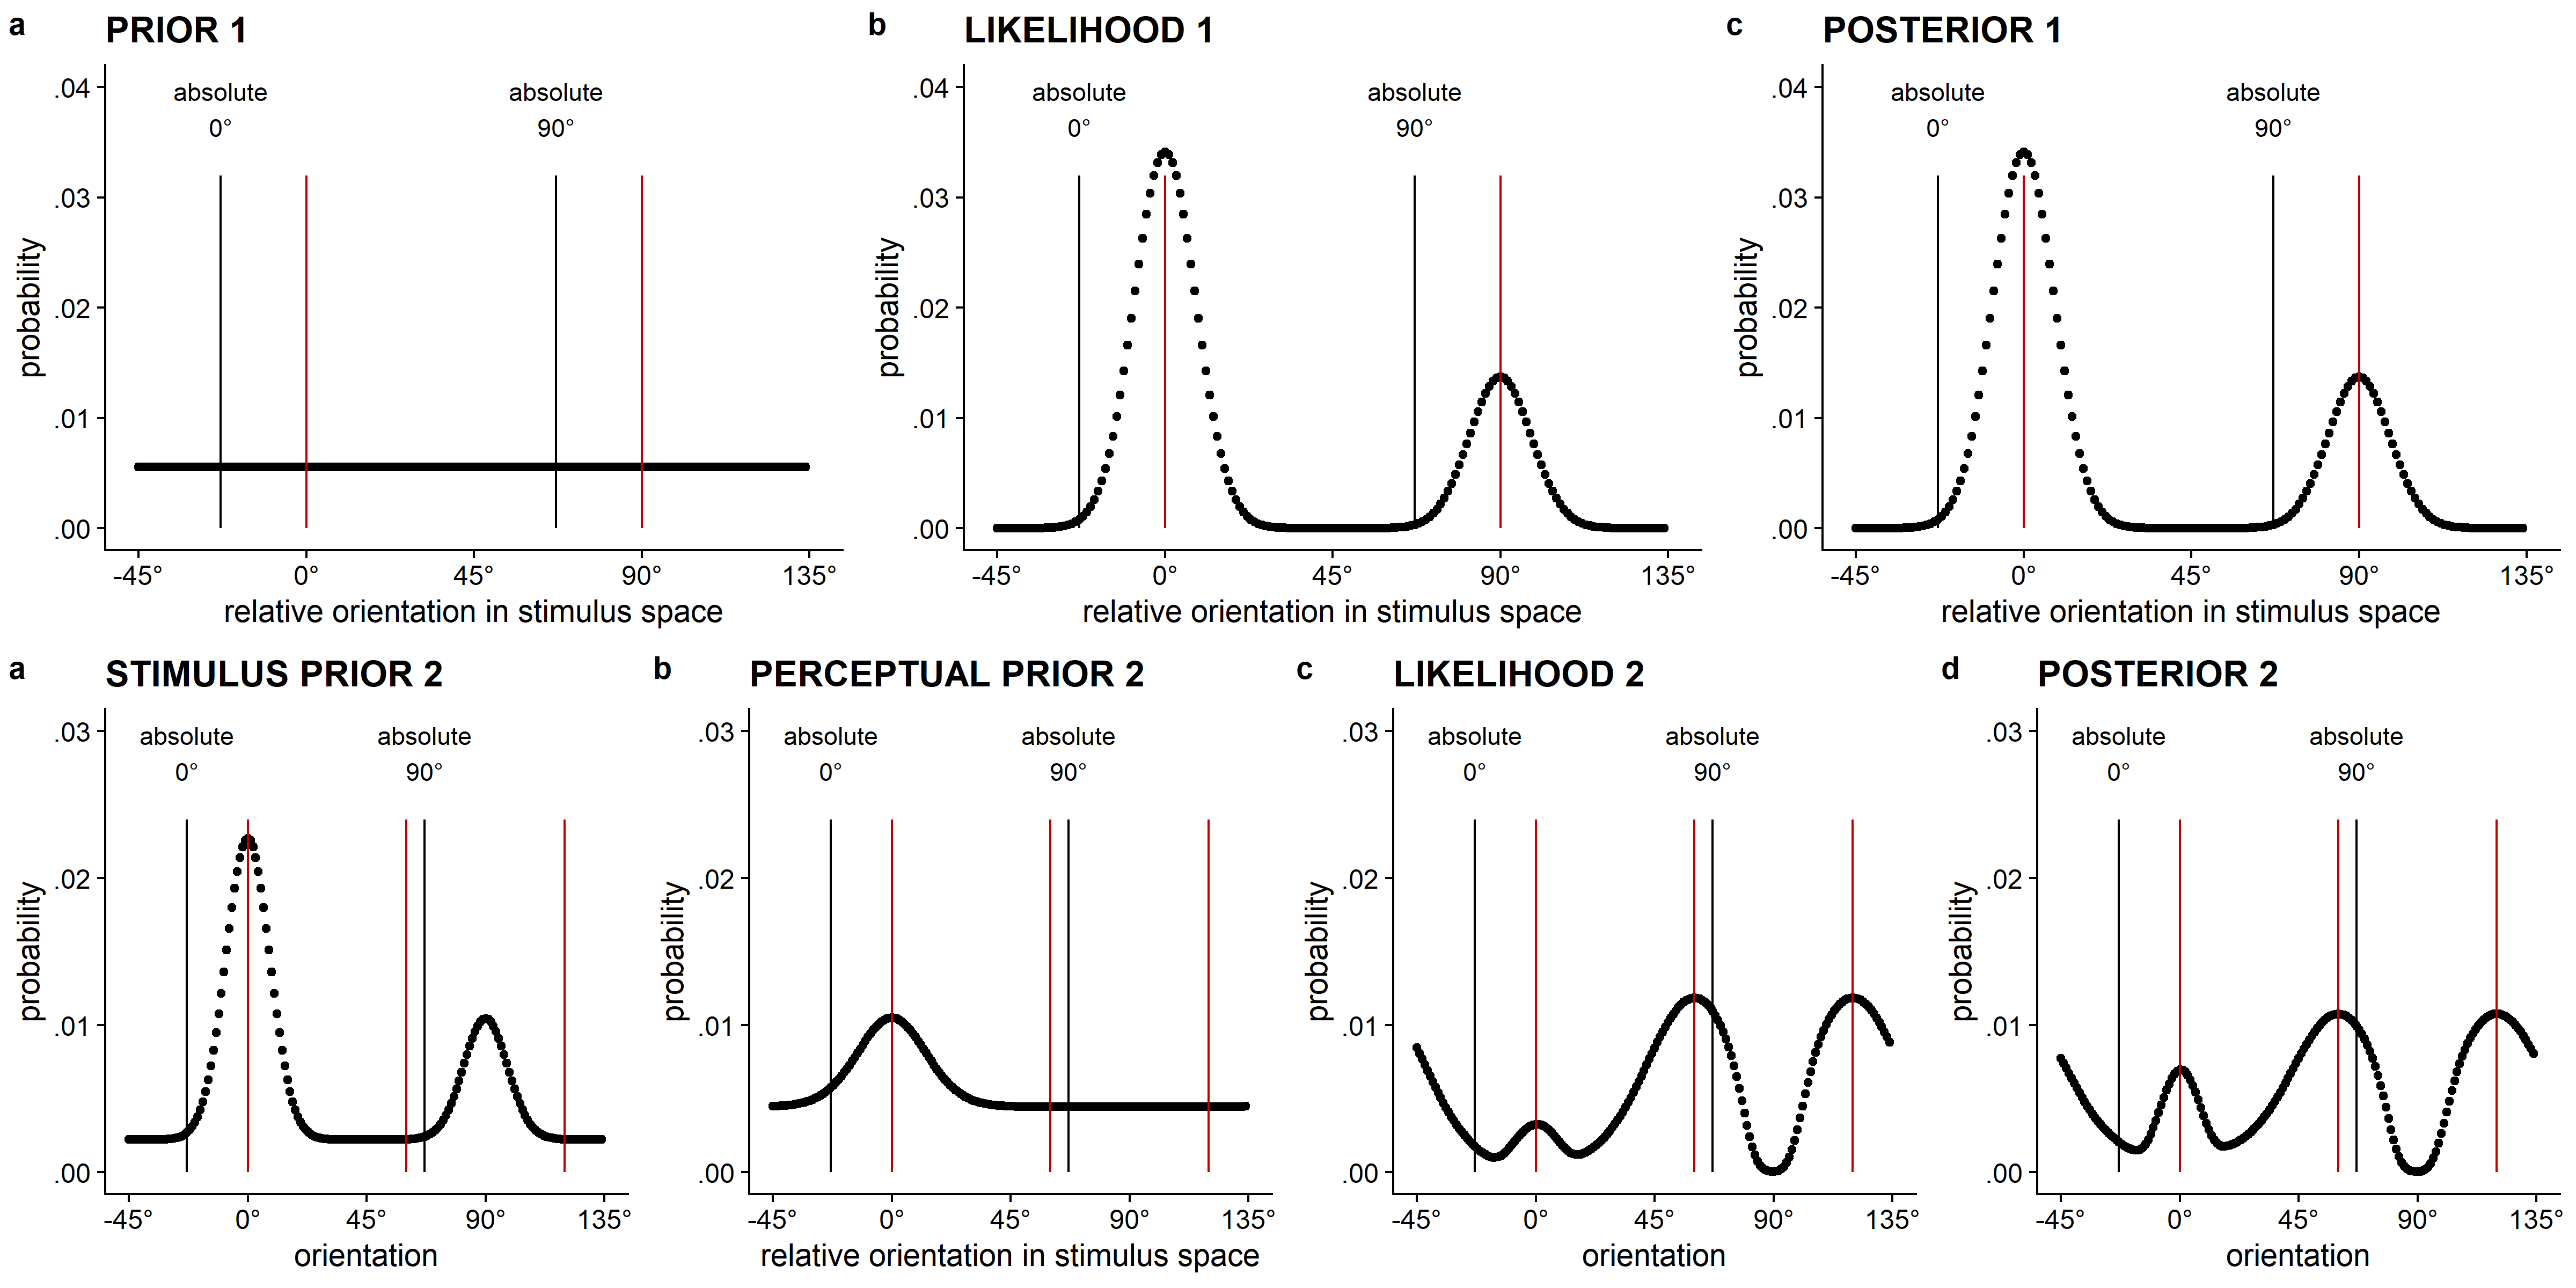 a PRIOR 1
.04
.03
.02
.01
.00
probability
absolute
0°
absolute
90°
-45° 0° 45° 90° 135°
relative orientation in stimulus space
b LIKELIHOOD 1
.04
.03
.02
.01
.00
probability
absolute
0°
absolute
90°
-45° 0° 45° 90° 135°
relative orientation in stimulus space
c POSTERIOR 1
.04
.03
.02
.01
.00
probability
absolute
0°
absolute
90°
-45° 0° 45° 90° 135°
relative orientation in stimulus space
a STIMULUS PRIOR 2
.03
.02
.01
.00
probability
absolute
0°
absolute
90°
-45° 0° 45° 90° 135°
orientation
b PERCEPTUAL PRIOR 2
.03
.02
.01
.00
probability
absolute
0°
absolute
90°
-45° 0° 45° 90° 135°
relative orientation in stimulus space
c LIKELIHOOD 2
.03
.02
.01
.00
probability
absolute
0°
absolute
90°
-45° 0° 45° 90° 135°
orientation
d POSTERIOR 2
.03
.02
.01
.00
probability
absolute
0°
absolute
90°
-45° 0° 45° 90° 135°
orientation